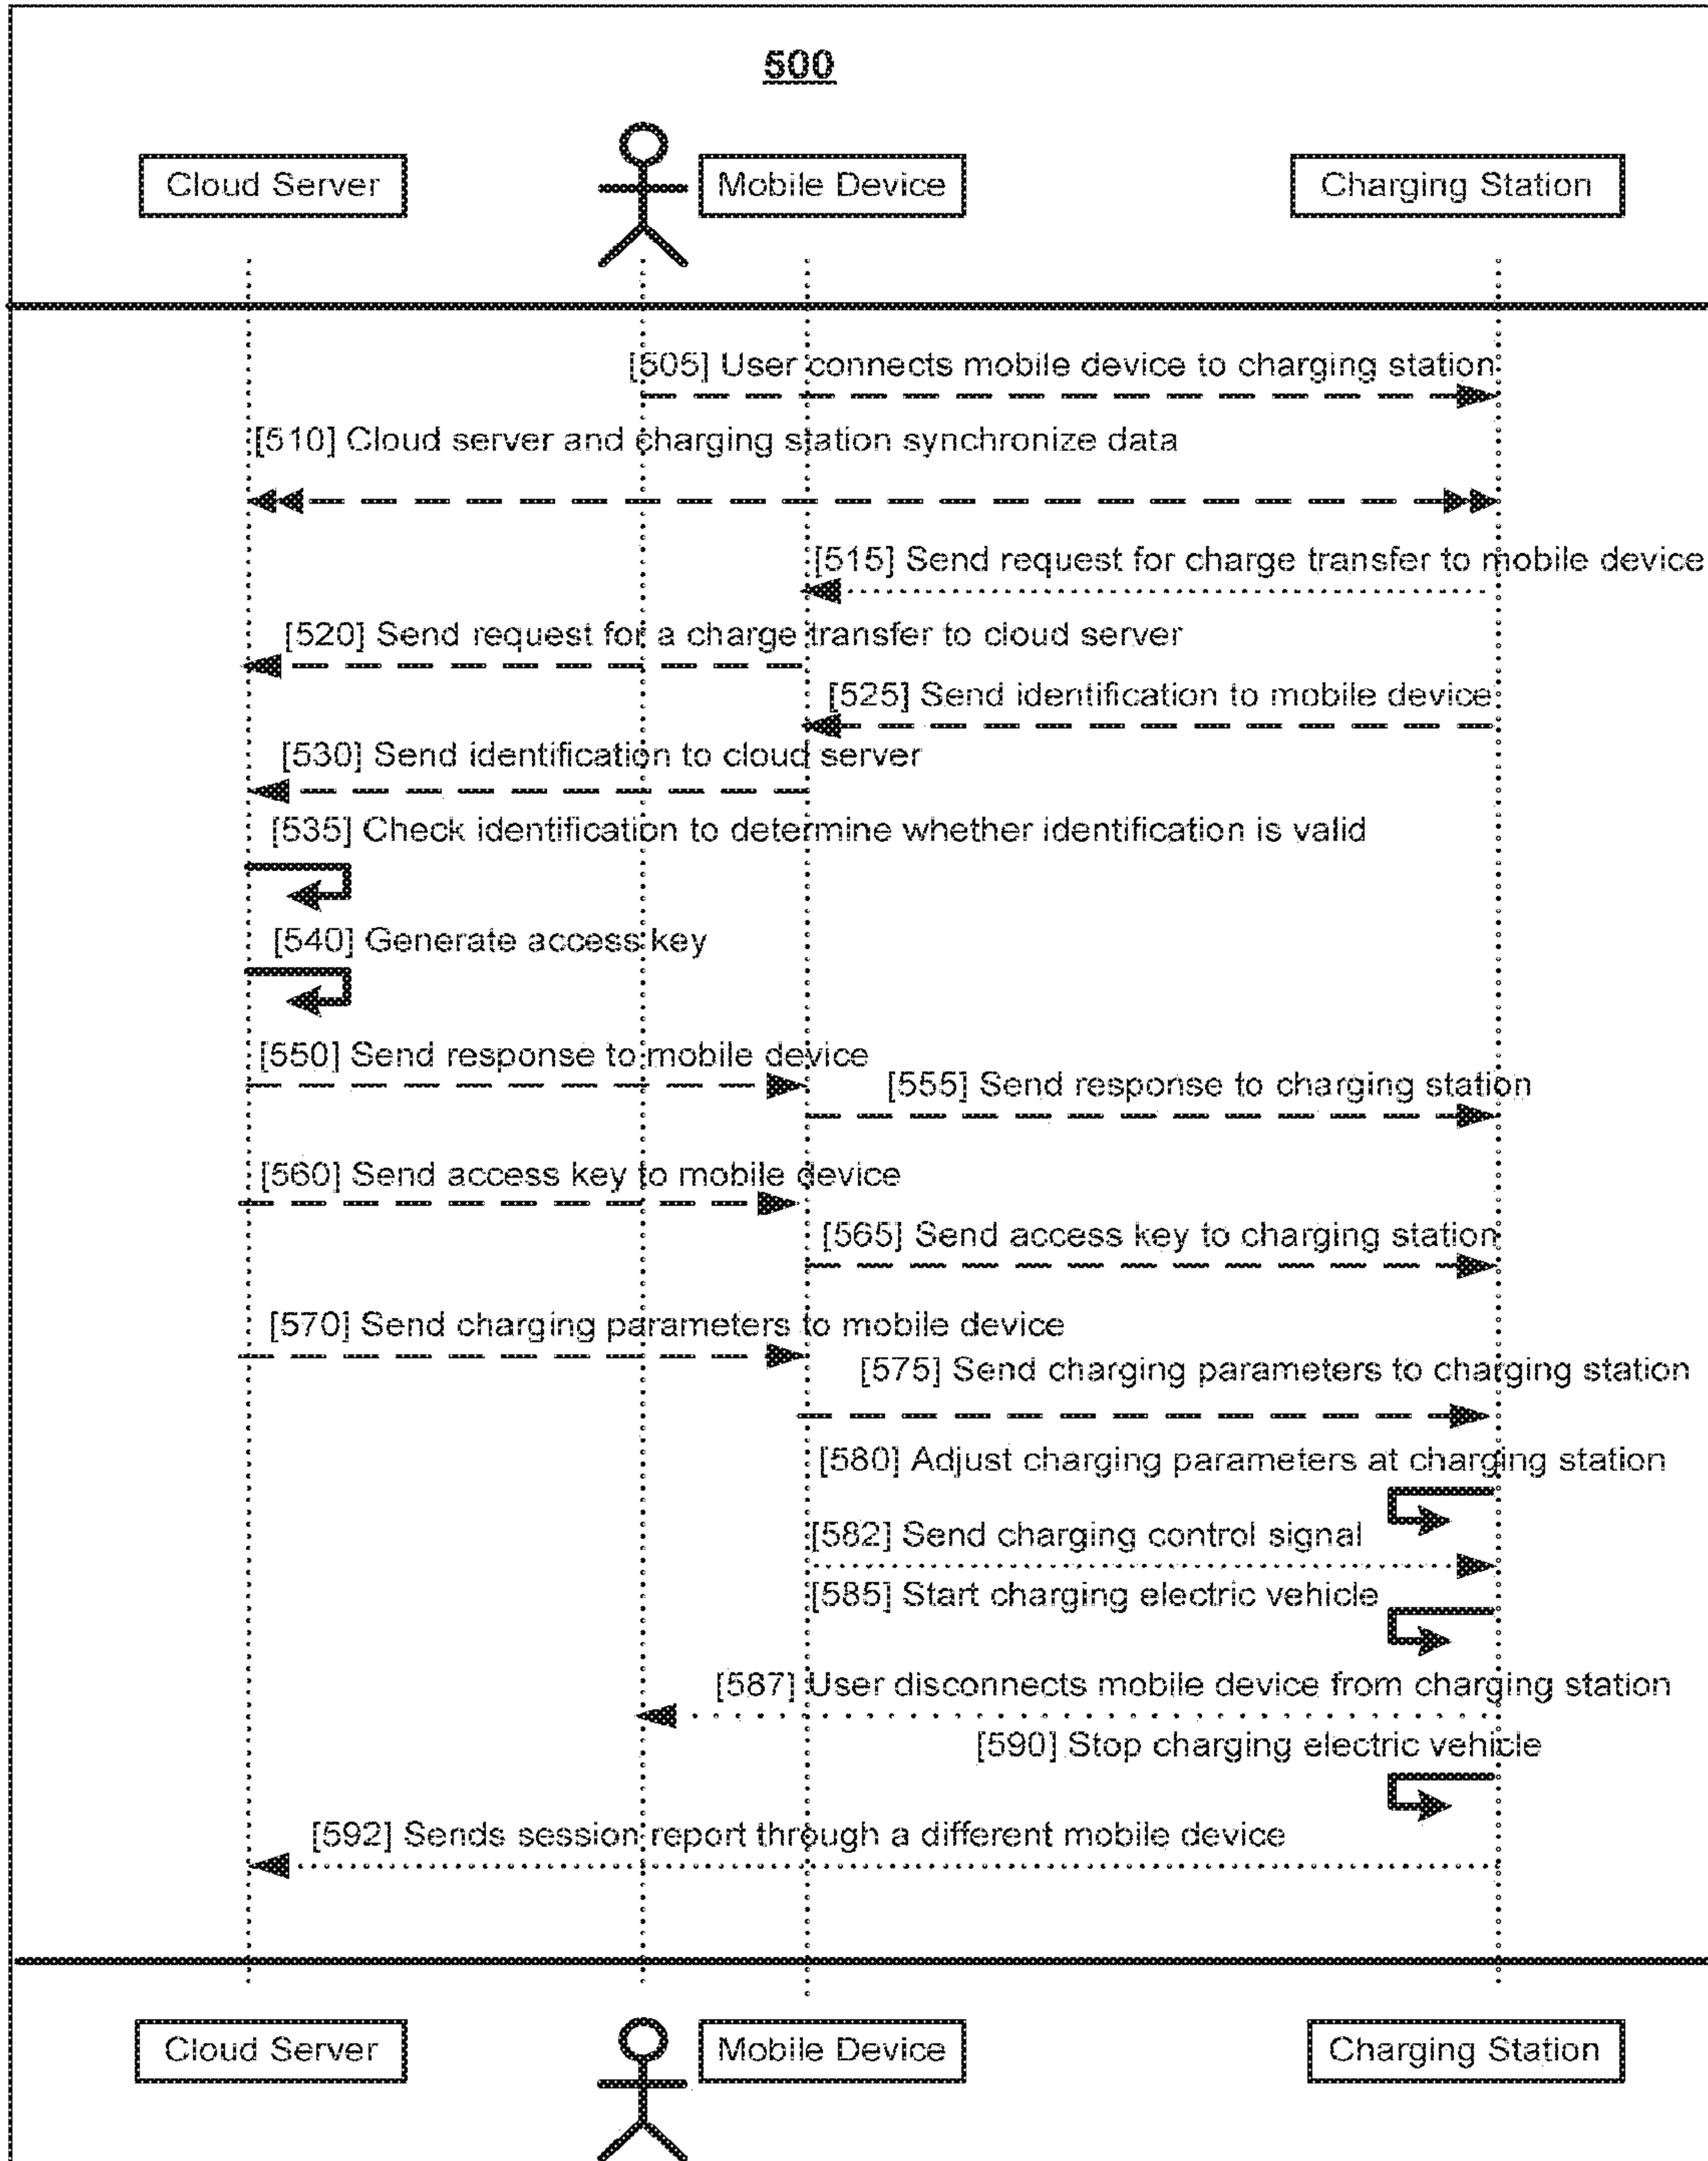 500
Cloud Server
Mobile Device
Charging Station
[505] User connects mobile device to charging station
[510] Cloud server and charging station synchronize data
[515] Send request for charge transfer to mobile device
[520] Send request for a charge transfer to cloud server
[525] Send identification to mobile device
[530] Send identification to cloud server
[535] Check identification to determine whether identification is valid
[540] Generate access key
[550] Send response to mobile device
[555] Send response to charging station
[560] Send access key to mobile device
[565] Send access key to charging station
[570] Send charging parameters to mobile device
[575] Send charging parameters to charging station
[580] Adjust charging parameters at charging station
[582] Send charging control signal
[585] Start charging electric vehicle
[587] User disconnects mobile device from charging station
[590] Stop charging electric vehicle
[592] Sends session report through a different mobile device
Cloud Server
Mobile Device
Charging Station